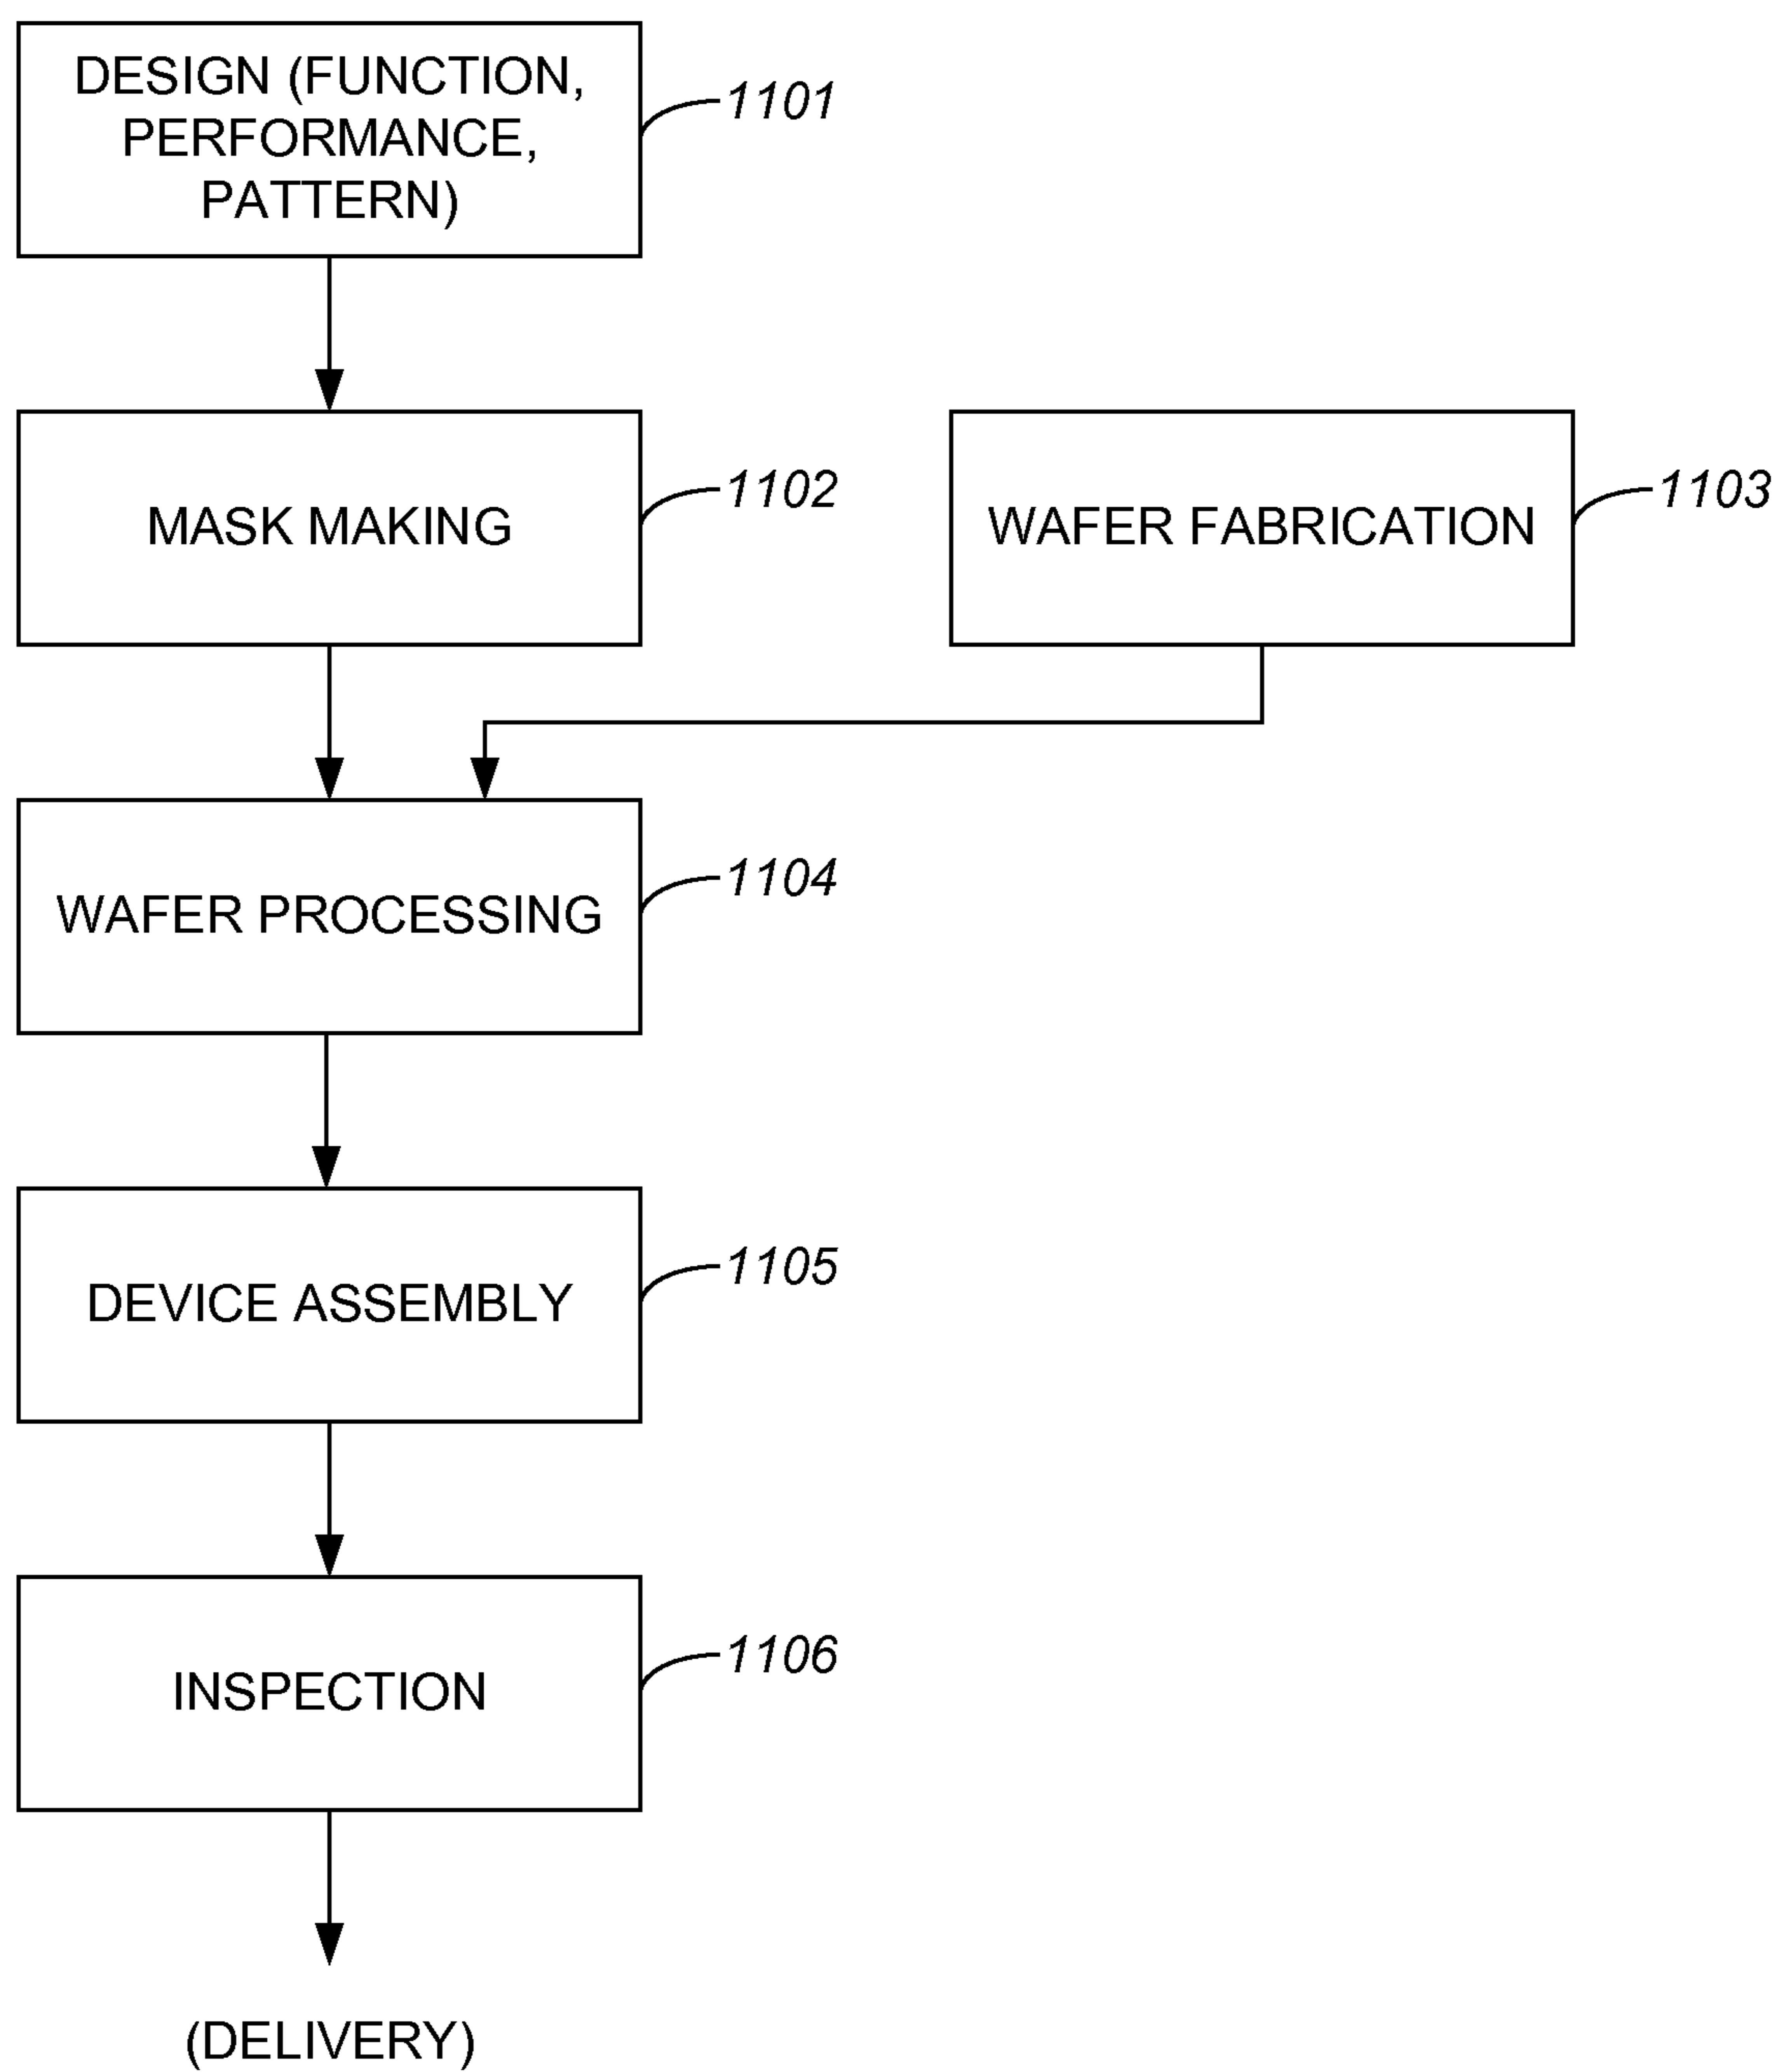 DESIGN (FUNCTION,
PERFORMANCE,
PATTERN)
1101
MASK MAKING
1102
WAFER FABRICATION
1103
WAFER PROCESSING
1104
DEVICE ASSEMBLY
1105
INSPECTION
1106
(DELIVERY)